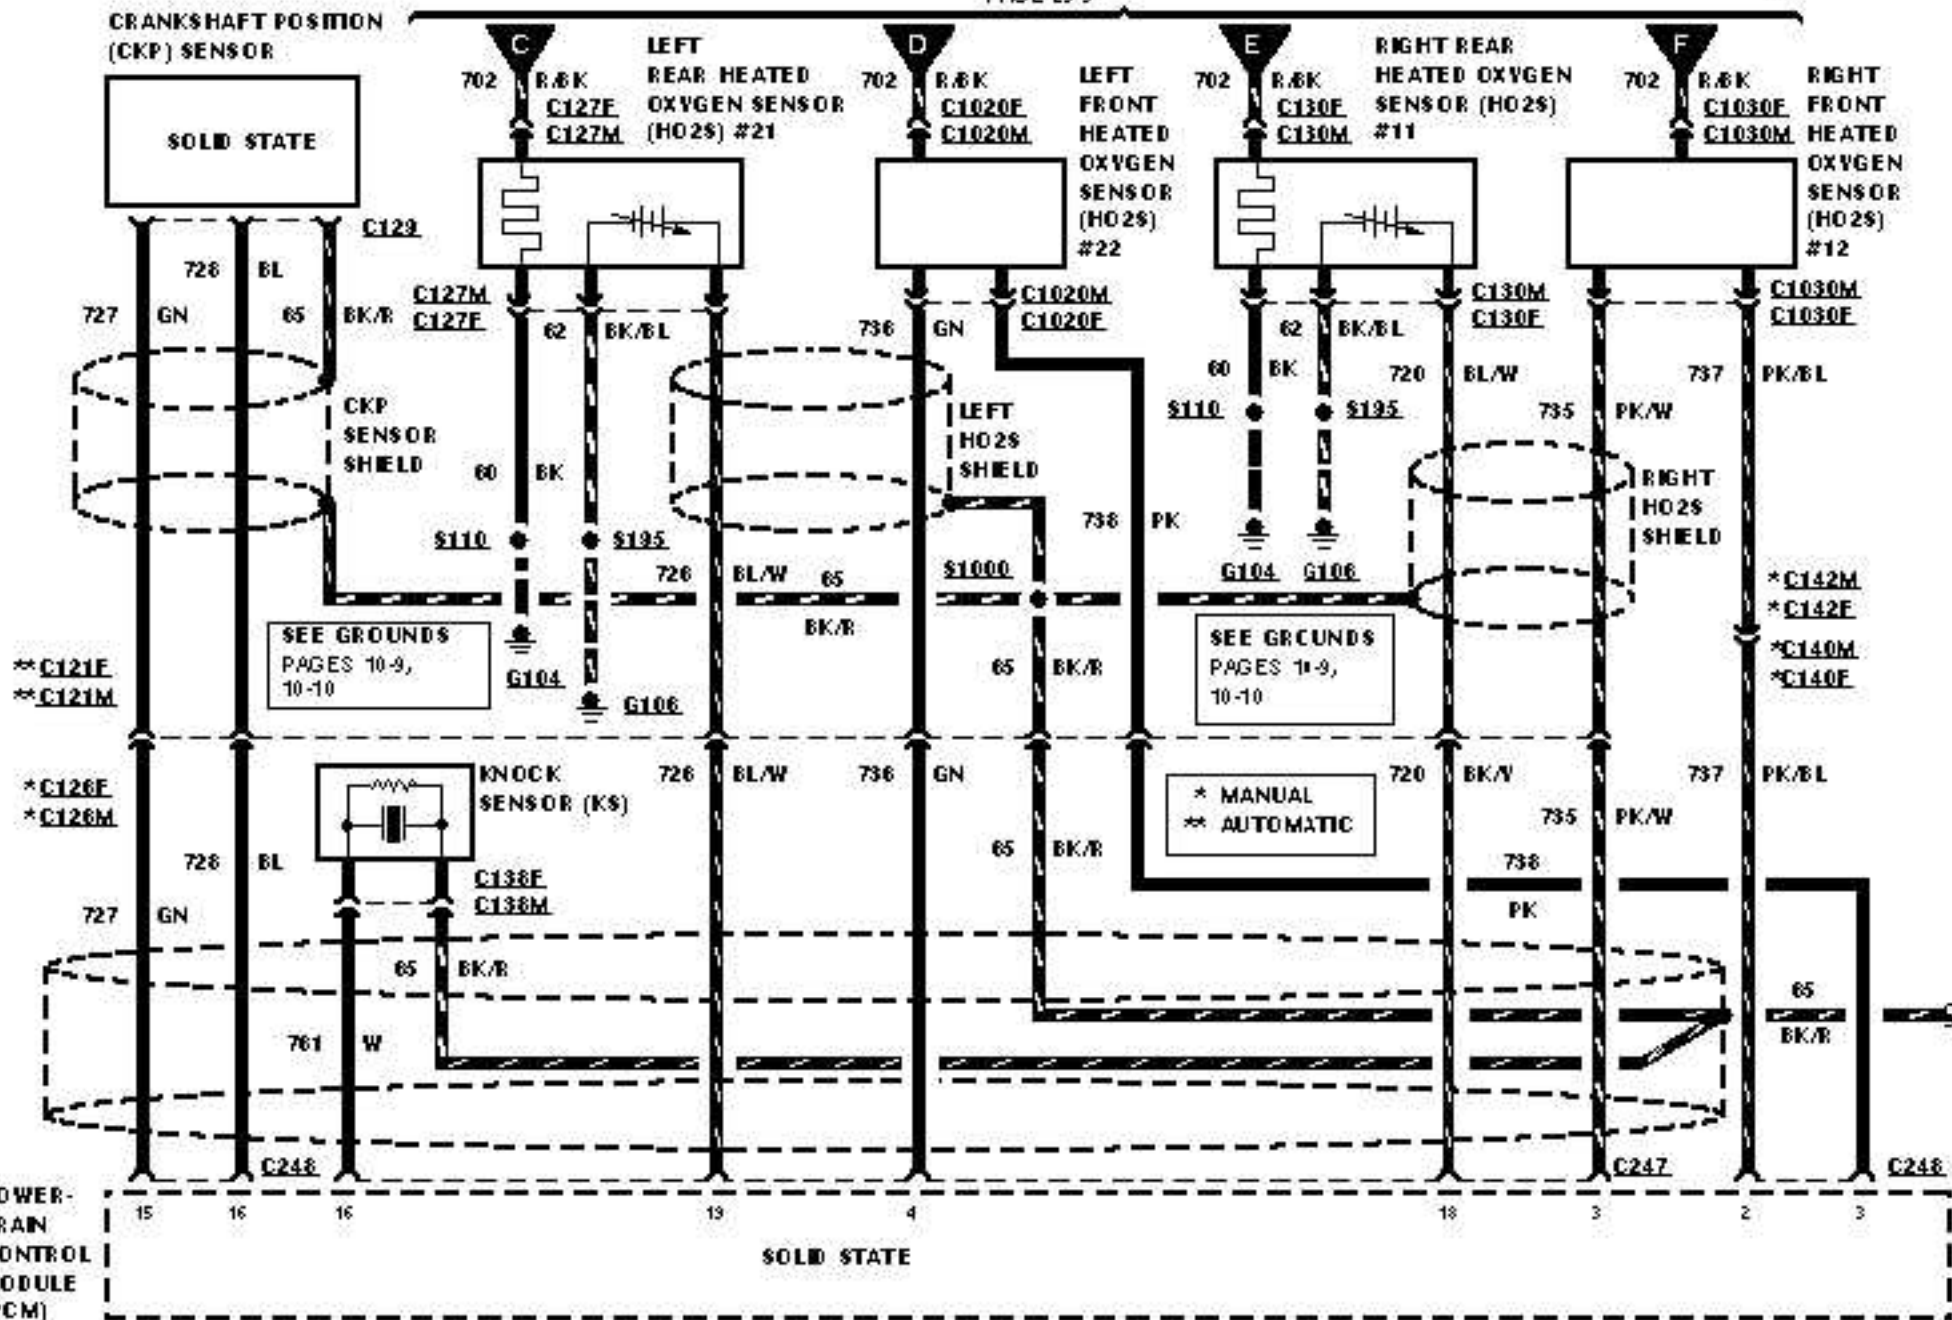 CRANKSHAFT POSITION
(CKP) SENSOR
SOLID STATE
C129
728 BL
727 GN
65 BK/R
CKP
SENSOR
SHIELD
C
702 R/BK
C127F
C127M
LEFT
REAR HEATED
OXYGEN SENSOR
(HO2S) #21
C127M
C127F
62 BK/BL
60 BK
S110
S195
726 BL/W
65
BK/R
G104
G106
SEE GROUNDS
PAGES 10-9,
10-10
D
702 R/BK
C1020F
C1020M
LEFT
FRONT
HEATED
OXYGEN
SENSOR
(HO2S)
#22
C1020M
C1020F
736 GN
LEFT
HO2S
SHIELD
738 PK
S1000
65 BK/R
E
702 R/BK
C130F
C130M
RIGHT REAR
HEATED OXYGEN
SENSOR (HO2S)
#11
C130M
C130F
62 BK/BL
60 BK
720 BL/W
S110
S195
G104
G106
SEE GROUNDS
PAGES 10-9,
10-10
F
702 R/BK
C1030F
C1030M
RIGHT
FRONT
HEATED
OXYGEN
SENSOR
(HO2S)
#12
C1030M
C1030F
737 PK/BL
735 PK/W
RIGHT
HO2S
SHIELD
*C142M
*C142F
*C140M
*C140F
**C121F
**C121M
*C126F
*C126M
KNOCK
SENSOR (KS)
726 BL/W
736 GN
720 BK/Y
737 PK/BL
* MANUAL
** AUTOMATIC
735 PK/W
728 BL
727 GN
C138F
C138M
65 BK/R
738
PK
65 BK/R
761 W
65
BK/R
C248
C247
C248
15 16 16 19 4 18 3 2 3
SOLID STATE